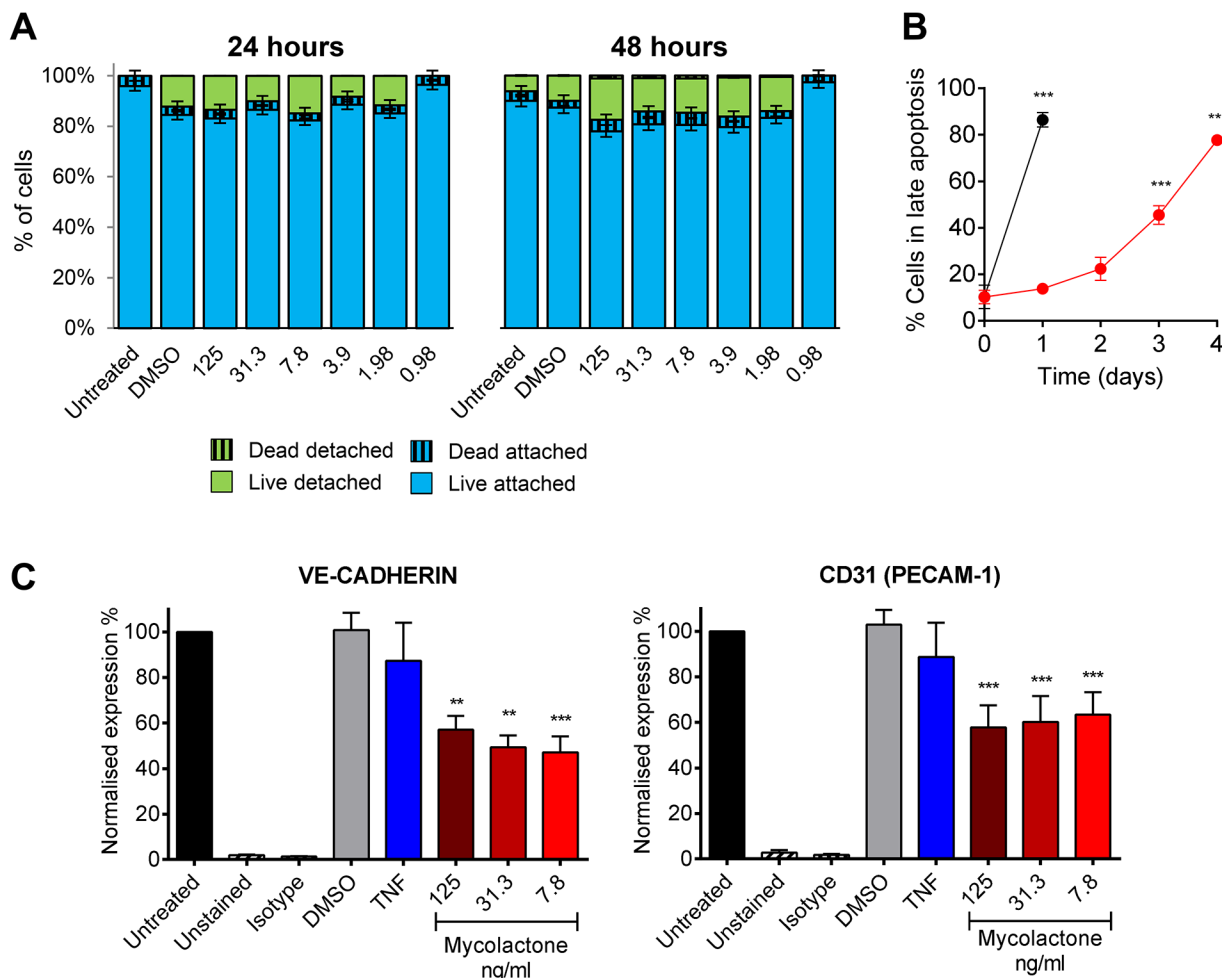 A
24 hours
48 hours
% of cells
100%
80%
60%
40%
20%
0%
Untreated
DMSO
125
31.3
7.8
3.9
1.98
0.98
Untreated
DMSO
125
31.3
7.8
3.9
1.98
0.98
Dead detached
Dead attached
Live detached
Live attached
B
% Cells in late apoptosis
100
80
60
40
20
0
***
***
**
0
1
2
3
4
Time (days)
C
VE-CADHERIN
Normalised expression %
100
80
60
40
20
0
**
**
***
Untreated
Unstained
Isotype
DMSO
TNF
125
31.3
7.8
Mycolactone
ng/ml
CD31 (PECAM-1)
Normalised expression %
100
80
60
40
20
0
***
***
***
Untreated
Unstained
Isotype
DMSO
TNF
125
31.3
7.8
Mycolactone
ng/ml